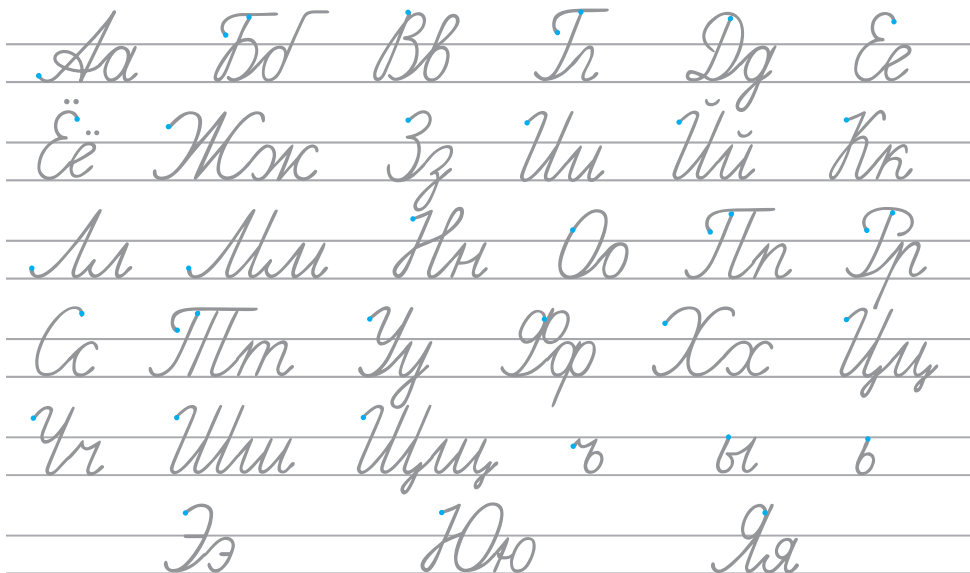 Аа Бб Вв Гг Дд Ее
Ёё Жж Зз Ии Йй Кк
Лл Мм Нн Оо Пп Рр
Сс Тт Уу Фф Хх Цц
Чч Шш Щщ ъ ы ь
Ээ Юю Яя